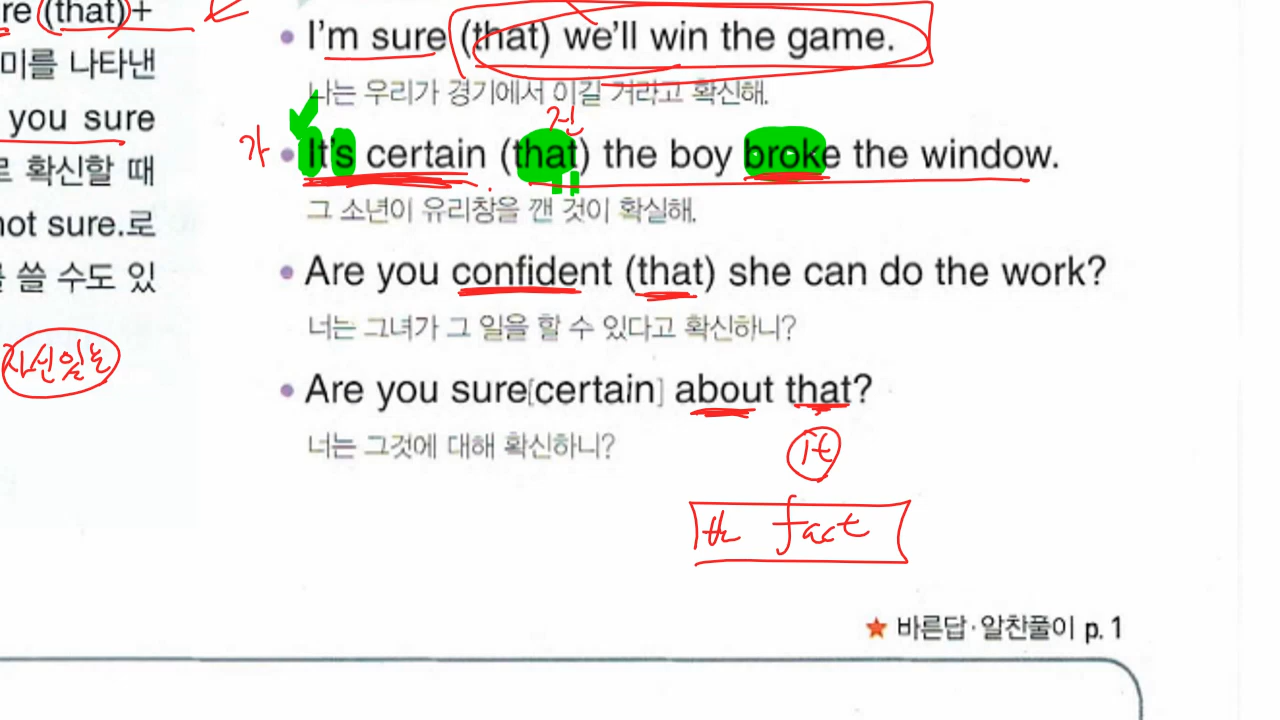 re (that)+
미를 나타낸
you sure
로 확신할 때
not sure.로
를 쓸 수도 있
자신있는
• I'm sure (that) we'll win the game.
나는 우리가 경기에서 이길 거라고 확신해.
진
가 • It's certain (that) the boy broke the window.
그 소년이 유리창을 깬 것이 확실해.
• Are you confident (that) she can do the work?
너는 그녀가 그 일을 할 수 있다고 확신하니?
• Are you sure[certain] about that?
너는 그것에 대해 확신하니?
it
the fact
★ 바른답·알찬풀이 p. 1